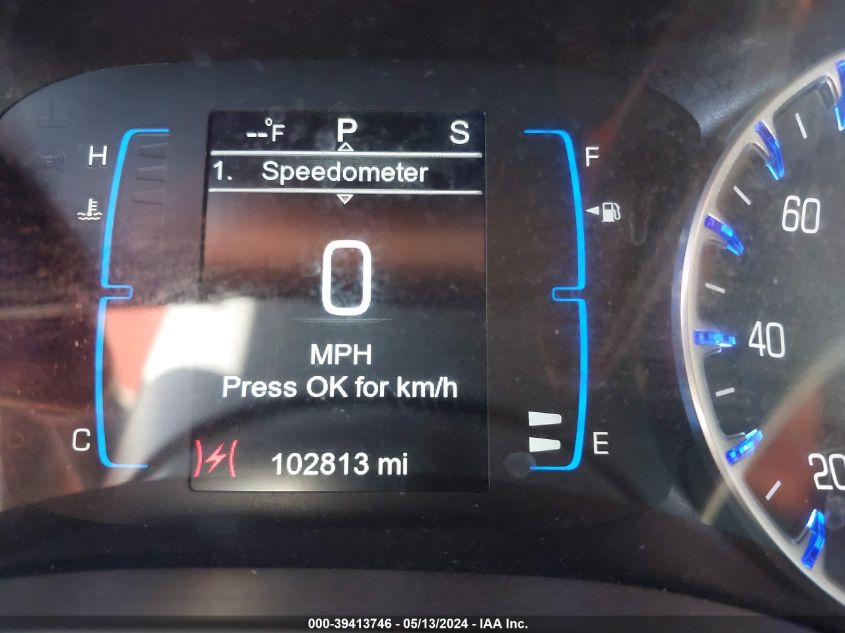 --°F P S
1. Speedometer
H
F
0
MPH
Press OK for km/h
C
E
102813 mi
60
40
20
000-39413746 - 05/13/2024 - IAA Inc.